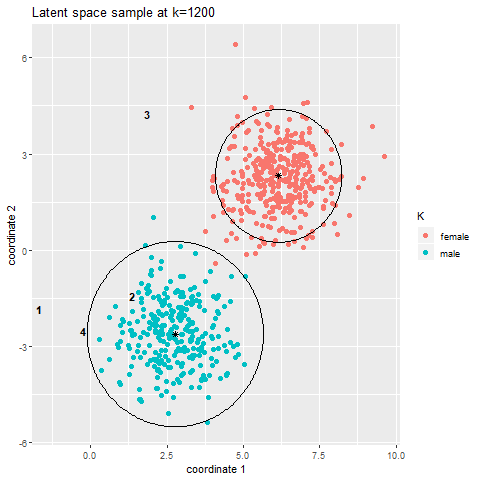 Latent space sample at k=1200
6
3
3
0
-3
-6
coordinate 2
1
2
4
0.0
2.5
5.0
7.5
10.0
coordinate 1
K
female
male